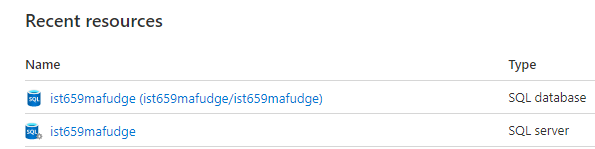 Recent resources
Name Type
SQL ist659mafudge (ist659mafudge/ist659mafudge) SQL database
SQL ist659mafudge SQL server